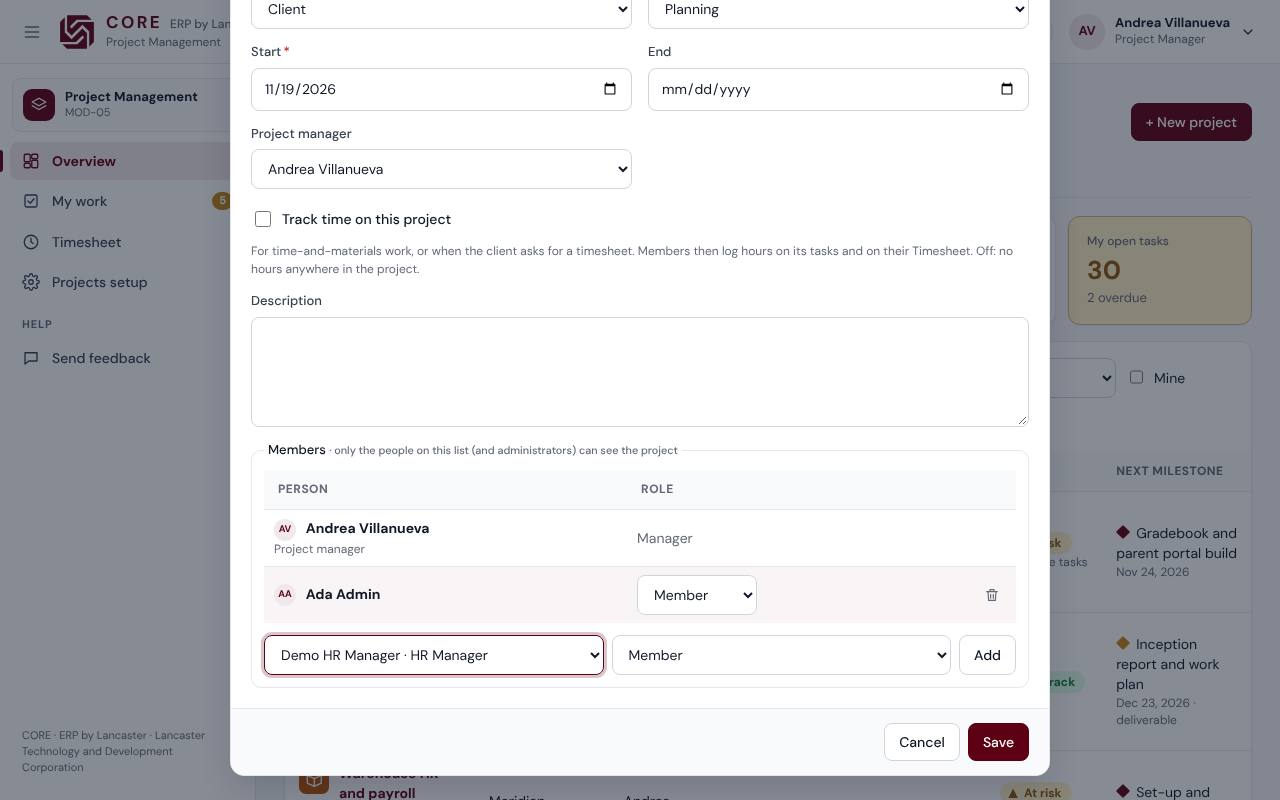 CORE ERP by Lan
Project Management
Client
Planning
AV
Andrea Villanueva
Project Manager
Project Management
MOD-05
Overview
My work
5
Timesheet
Projects setup
HELP
Send feedback
CORE · ERP by Lancaster · Lancaster
Technology and Development
Corporation
Start *
End
11/19/2026
mm/dd/yyyy
Project manager
Andrea Villanueva
Track time on this project
For time-and-materials work, or when the client asks for a timesheet. Members then log hours on its tasks and on their Timesheet. Off: no
hours anywhere in the project.
Description
Members · only the people on this list (and administrators) can see the project
PERSON ROLE
AV Andrea Villanueva
Project manager
Manager
AA Ada Admin
Member
Demo HR Manager · HR Manager
Member
Add
Cancel
Save
+ New project
My open tasks
30
2 overdue
Mine
NEXT MILESTONE
Gradebook and
parent portal build
Nov 24, 2026
tasks
Inception
report and work
plan
Dec 23, 2026 ·
deliverable
and payroll
At risk
Set-up and